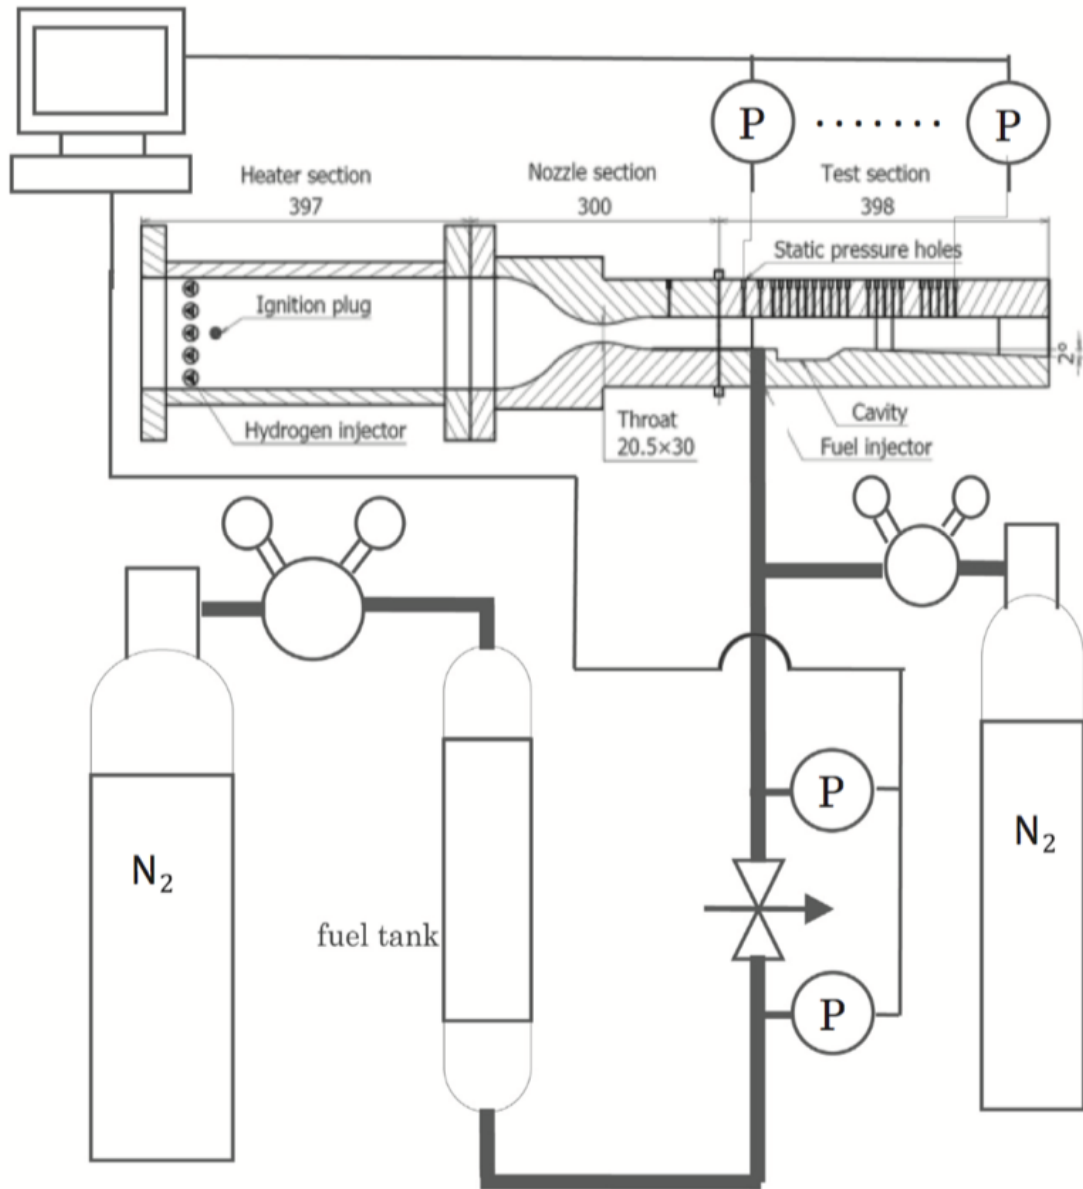 P ······· P
Heater section
397
Nozzle section
300
Test section
398
Static pressure holes
Ignition plug
2°
Hydrogen injector
Throat
20.5×30
Cavity
Fuel injector
P
N₂
N₂
fuel tank
P